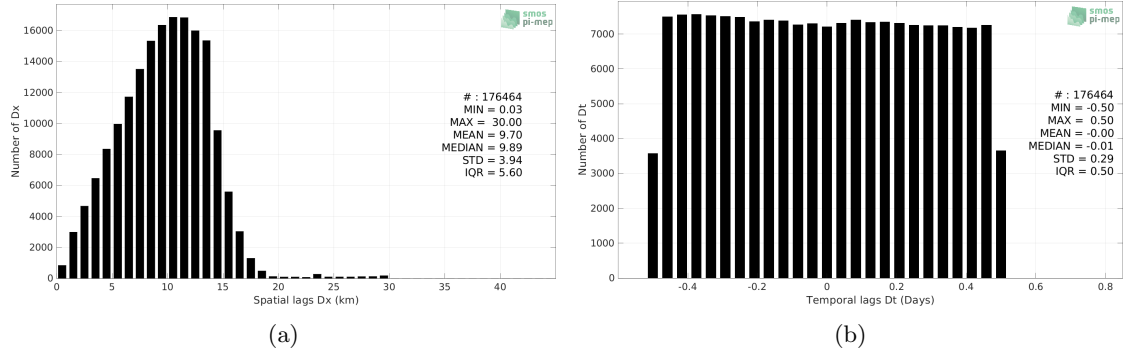 smos
pi-mep
16000
14000
12000
10000
8000
6000
4000
2000
0
Number of Dx
# : 176464
MIN = 0.03
MAX = 30.00
MEAN = 9.70
MEDIAN = 9.89
STD = 3.94
IQR = 5.60
0 5 10 15 20 25 30 35 40
Spatial lags Dx (km)
(a)
smos
pi-mep
7000
6000
5000
4000
3000
2000
1000
0
Number of Dt
# : 176464
MIN = -0.50
MAX = 0.50
MEAN = -0.00
MEDIAN = -0.01
STD = 0.29
IQR = 0.50
-0.4 -0.2 0 0.2 0.4 0.6 0.8
Temporal lags Dt (Days)
(b)